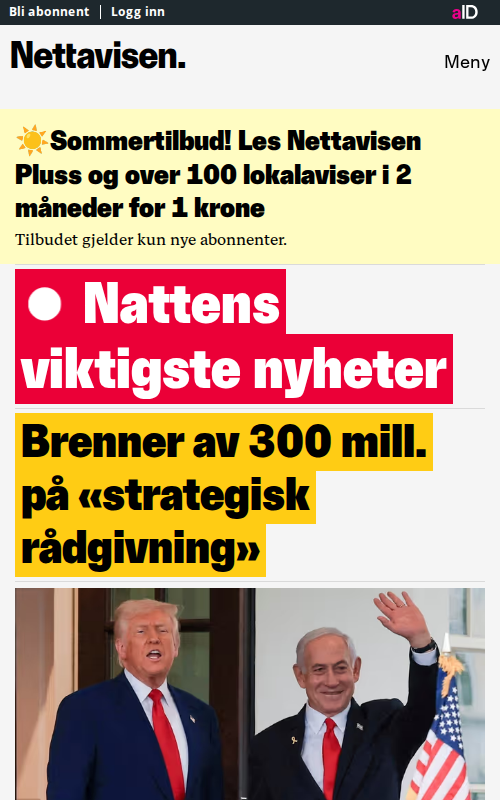 Bli abonnent
Logg inn
aID
Nettavisen.
Meny
☀️Sommertilbud! Les Nettavisen
Pluss og over 100 lokalaviser i 2
måneder for 1 krone
Tilbudet gjelder kun nye abonnenter.
Nattens
viktigste nyheter
Brenner av 300 mill.
på «strategisk
rådgivning»